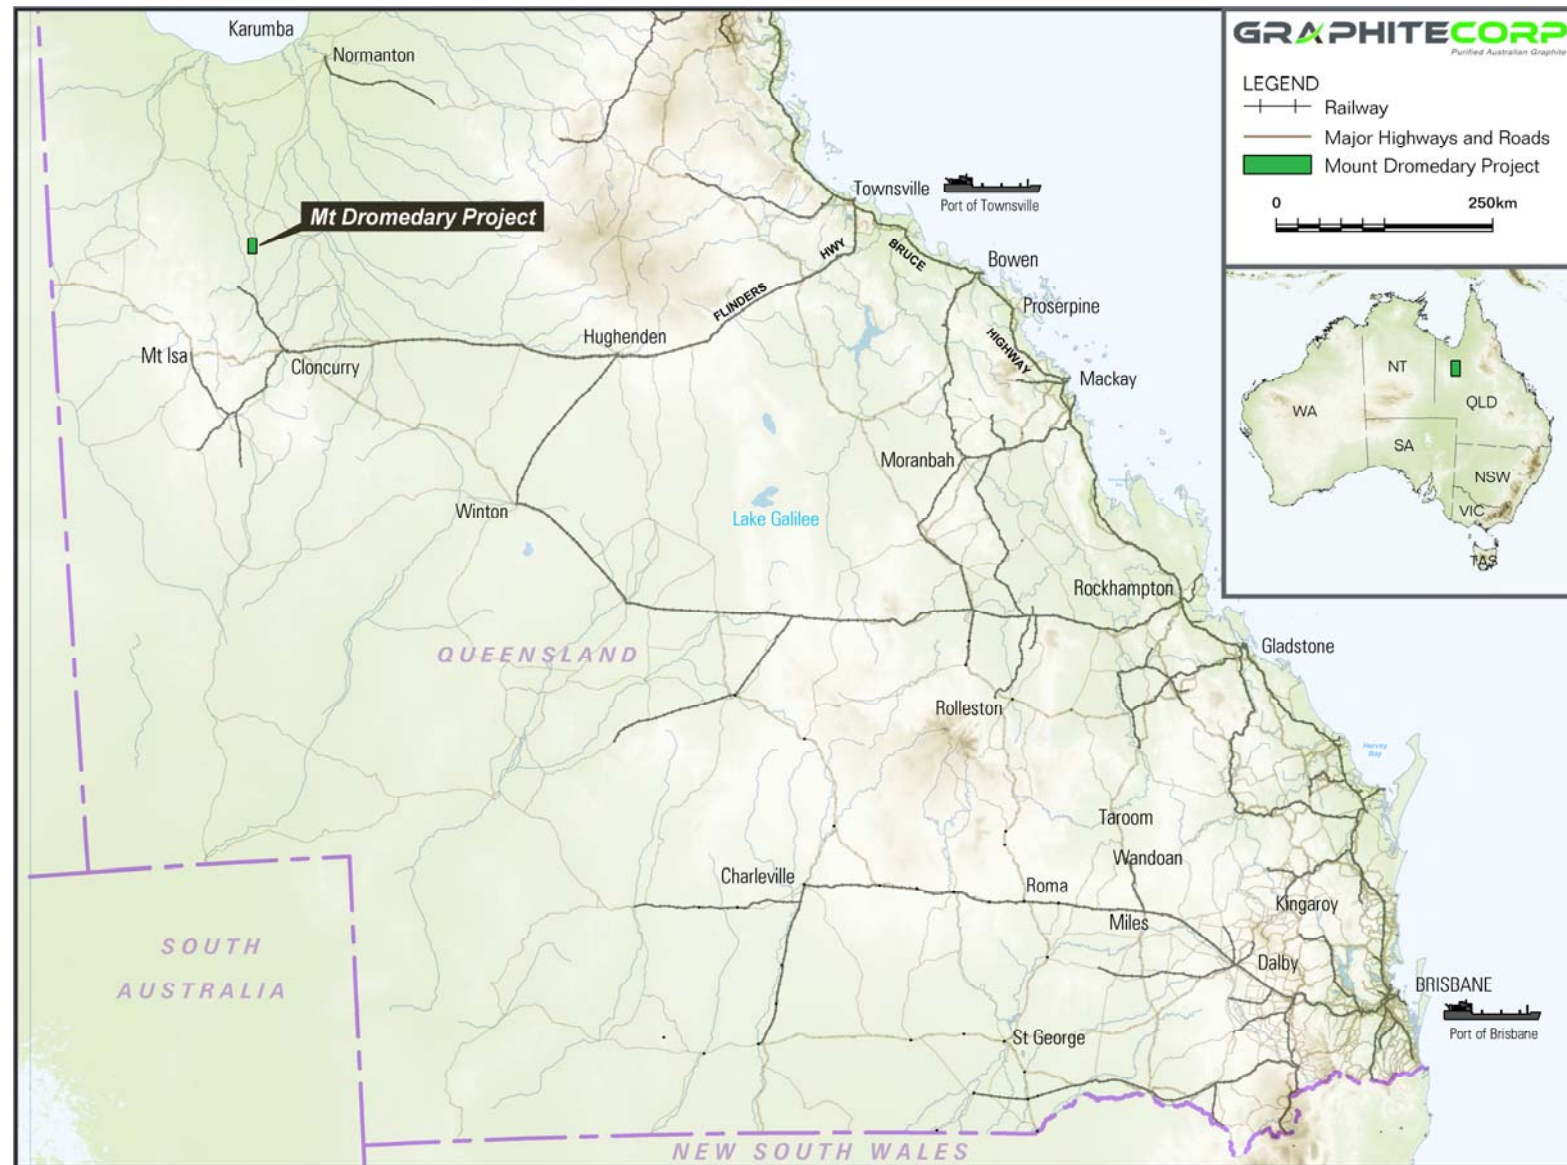 Karumba
Normanton
Mt Dromedary Project
Townsville
Port of Townsville
FLINDERS
HWY
BRUCE
HIGHWAY
Bowen
Proserpine
Hughenden
Mt Isa
Cloncurry
Mackay
Moranbah
Winton
Lake Galilee
Rockhampton
QUEENSLAND
Gladstone
Rolleston
Hervey
Bay
Taroom
Wandoan
Charleville
Roma
Miles
Kingaroy
Dalby
SOUTH
AUSTRALIA
BRISBANE
Port of Brisbane
St George
NEW SOUTH WALES
GRAPHITECORP
Purified Australian Graphite
LEGEND
Railway
Major Highways and Roads
Mount Dromedary Project
0 250km
NT
WA
QLD
SA
NSW
VIC
TAS